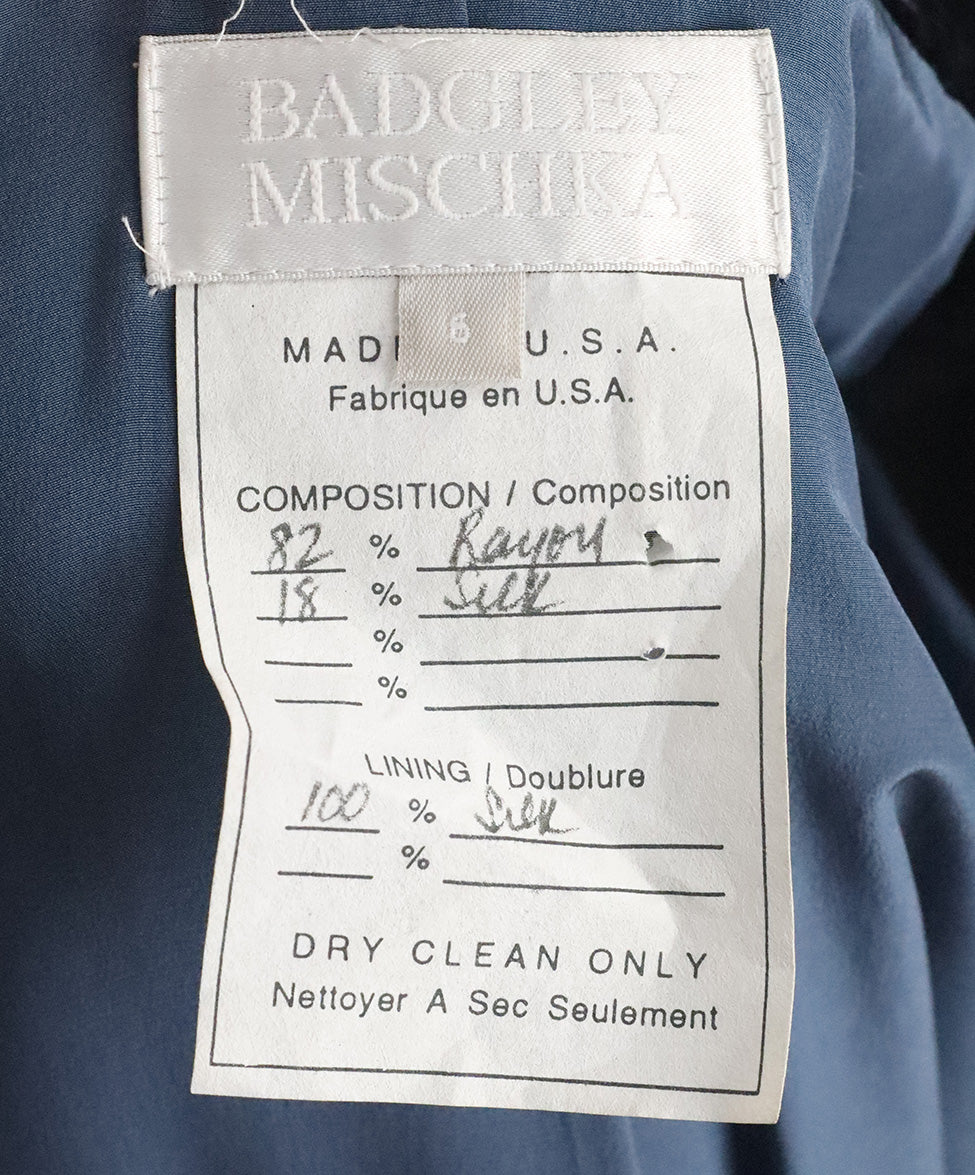 BADGLEY
MISCHKA
6
MADE U.S.A.
Fabrique en U.S.A.
COMPOSITION / Composition
82 % Rayon
18 % Silk
%
%
LINING / Doublure
100 % Silk
%
DRY CLEAN ONLY
Nettoyer A Sec Seulement